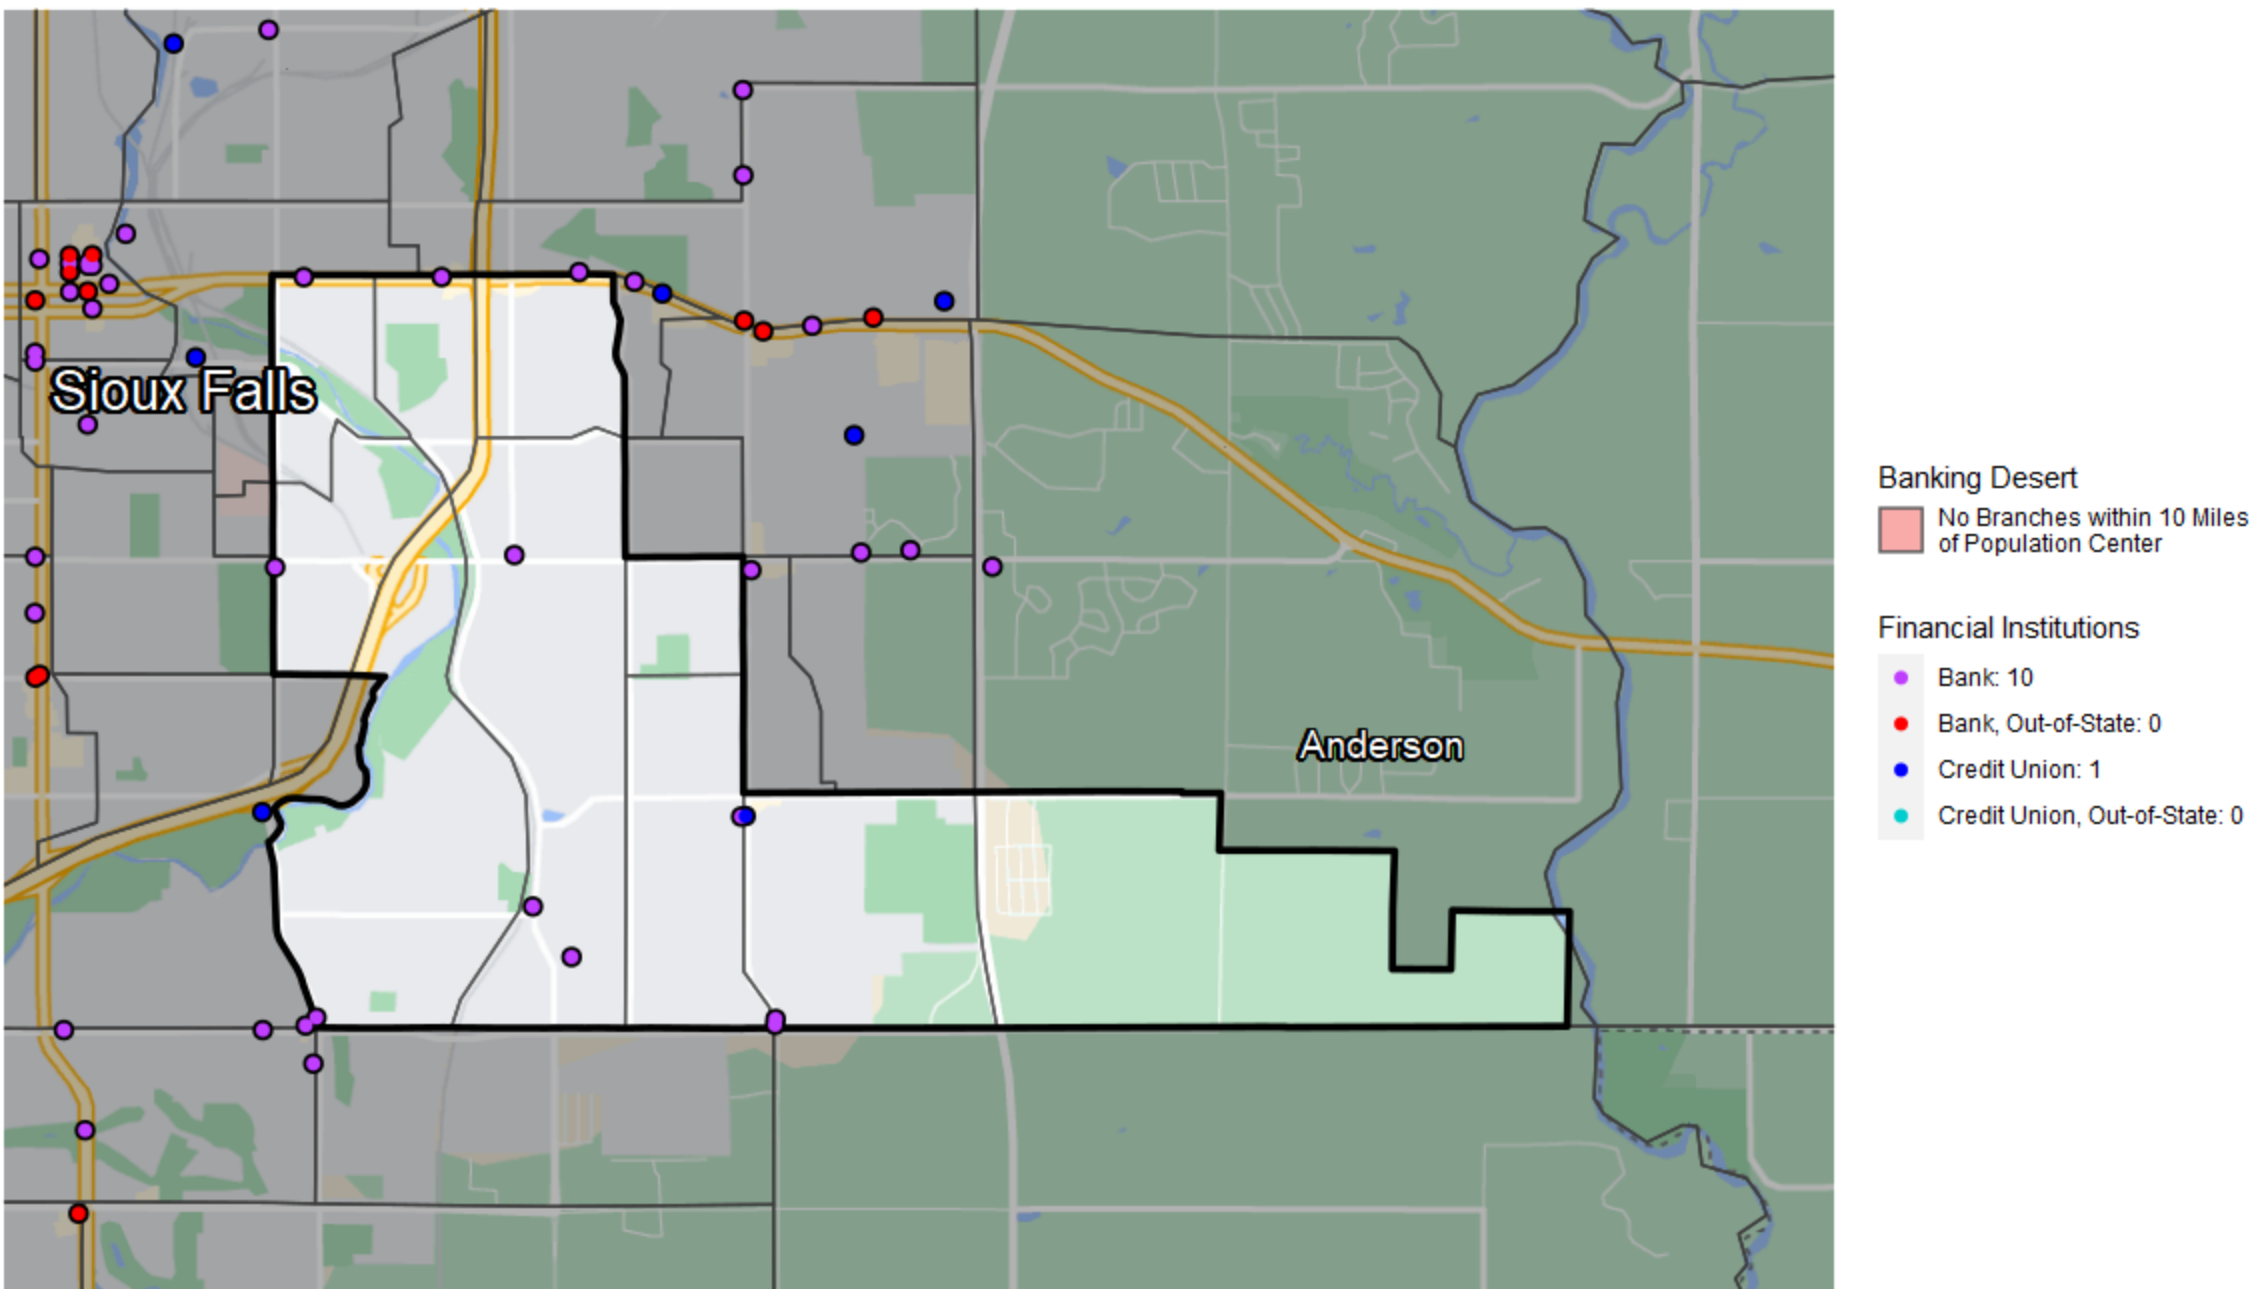 Sioux Falls
Anderson
Banking Desert
No Branches within 10 Miles
of Population Center
Financial Institutions
Bank: 10
Bank, Out-of-State: 0
Credit Union: 1
Credit Union, Out-of-State: 0